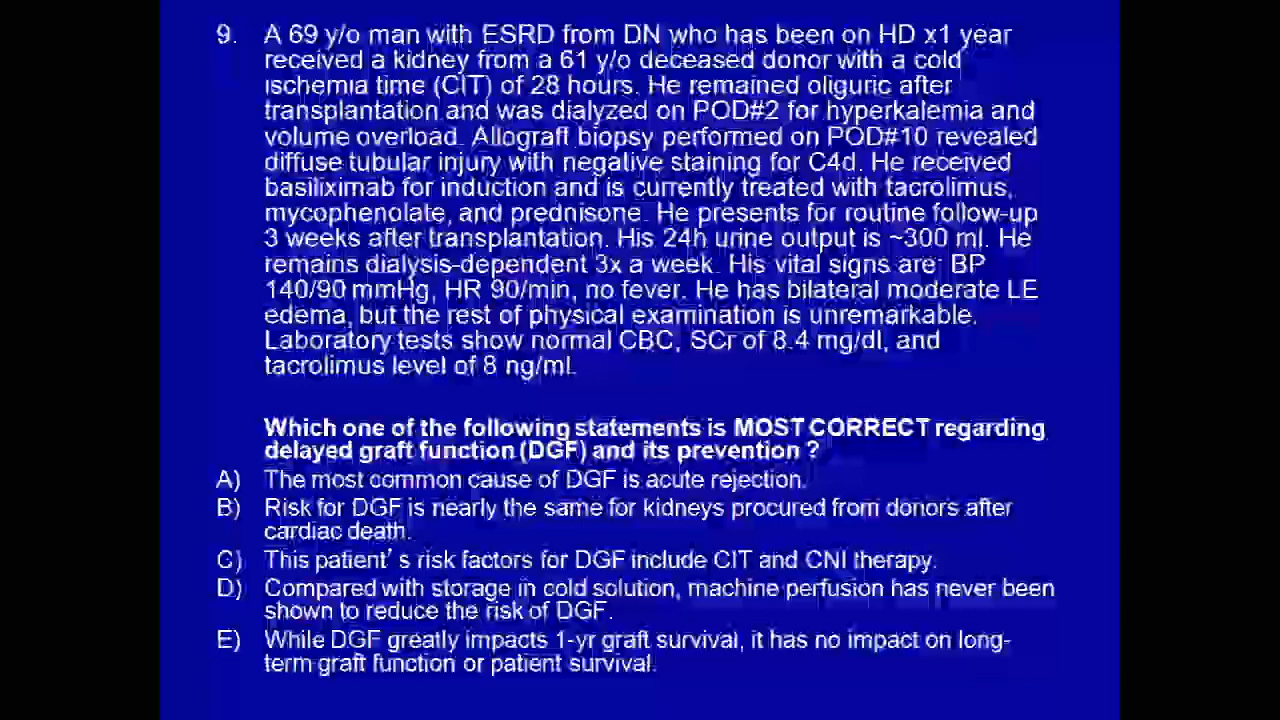 9. A 69 y/o man with ESRD from DN who has been on HD x1 year
received a kidney from a 61 y/o deceased donor with a cold
ischemia time (CIT) of 28 hours. He remained oliguric after
transplantation and was dialyzed on POD#2 for hyperkalemia and
volume overload. Allograft biopsy performed on POD#10 revealed
diffuse tubular injury with negative staining for C4d. He received
basiliximab for induction and is currently treated with tacrolimus,
mycophenolate, and prednisone. He presents for routine follow-up
3 weeks after transplantation. His 24h urine output is ~300 ml. He
remains dialysis-dependent 3x a week. His vital signs are: BP
140/90 mmHg, HR 90/min, no fever. He has bilateral moderate LE
edema, but the rest of physical examination is unremarkable.
Laboratory tests show normal CBC, SCr of 8.4 mg/dl, and
tacrolimus level of 8 ng/ml.
Which one of the following statements is MOST CORRECT regarding
delayed graft function (DGF) and its prevention ?
A) The most common cause of DGF is acute rejection.
B) Risk for DGF is nearly the same for kidneys procured from donors after
cardiac death.
C) This patient's risk factors for DGF include CIT and CNI therapy.
D) Compared with storage in cold solution, machine perfusion has never been
shown to reduce the risk of DGF.
E) While DGF greatly impacts 1-yr graft survival, it has no impact on long-
term graft function or patient survival.